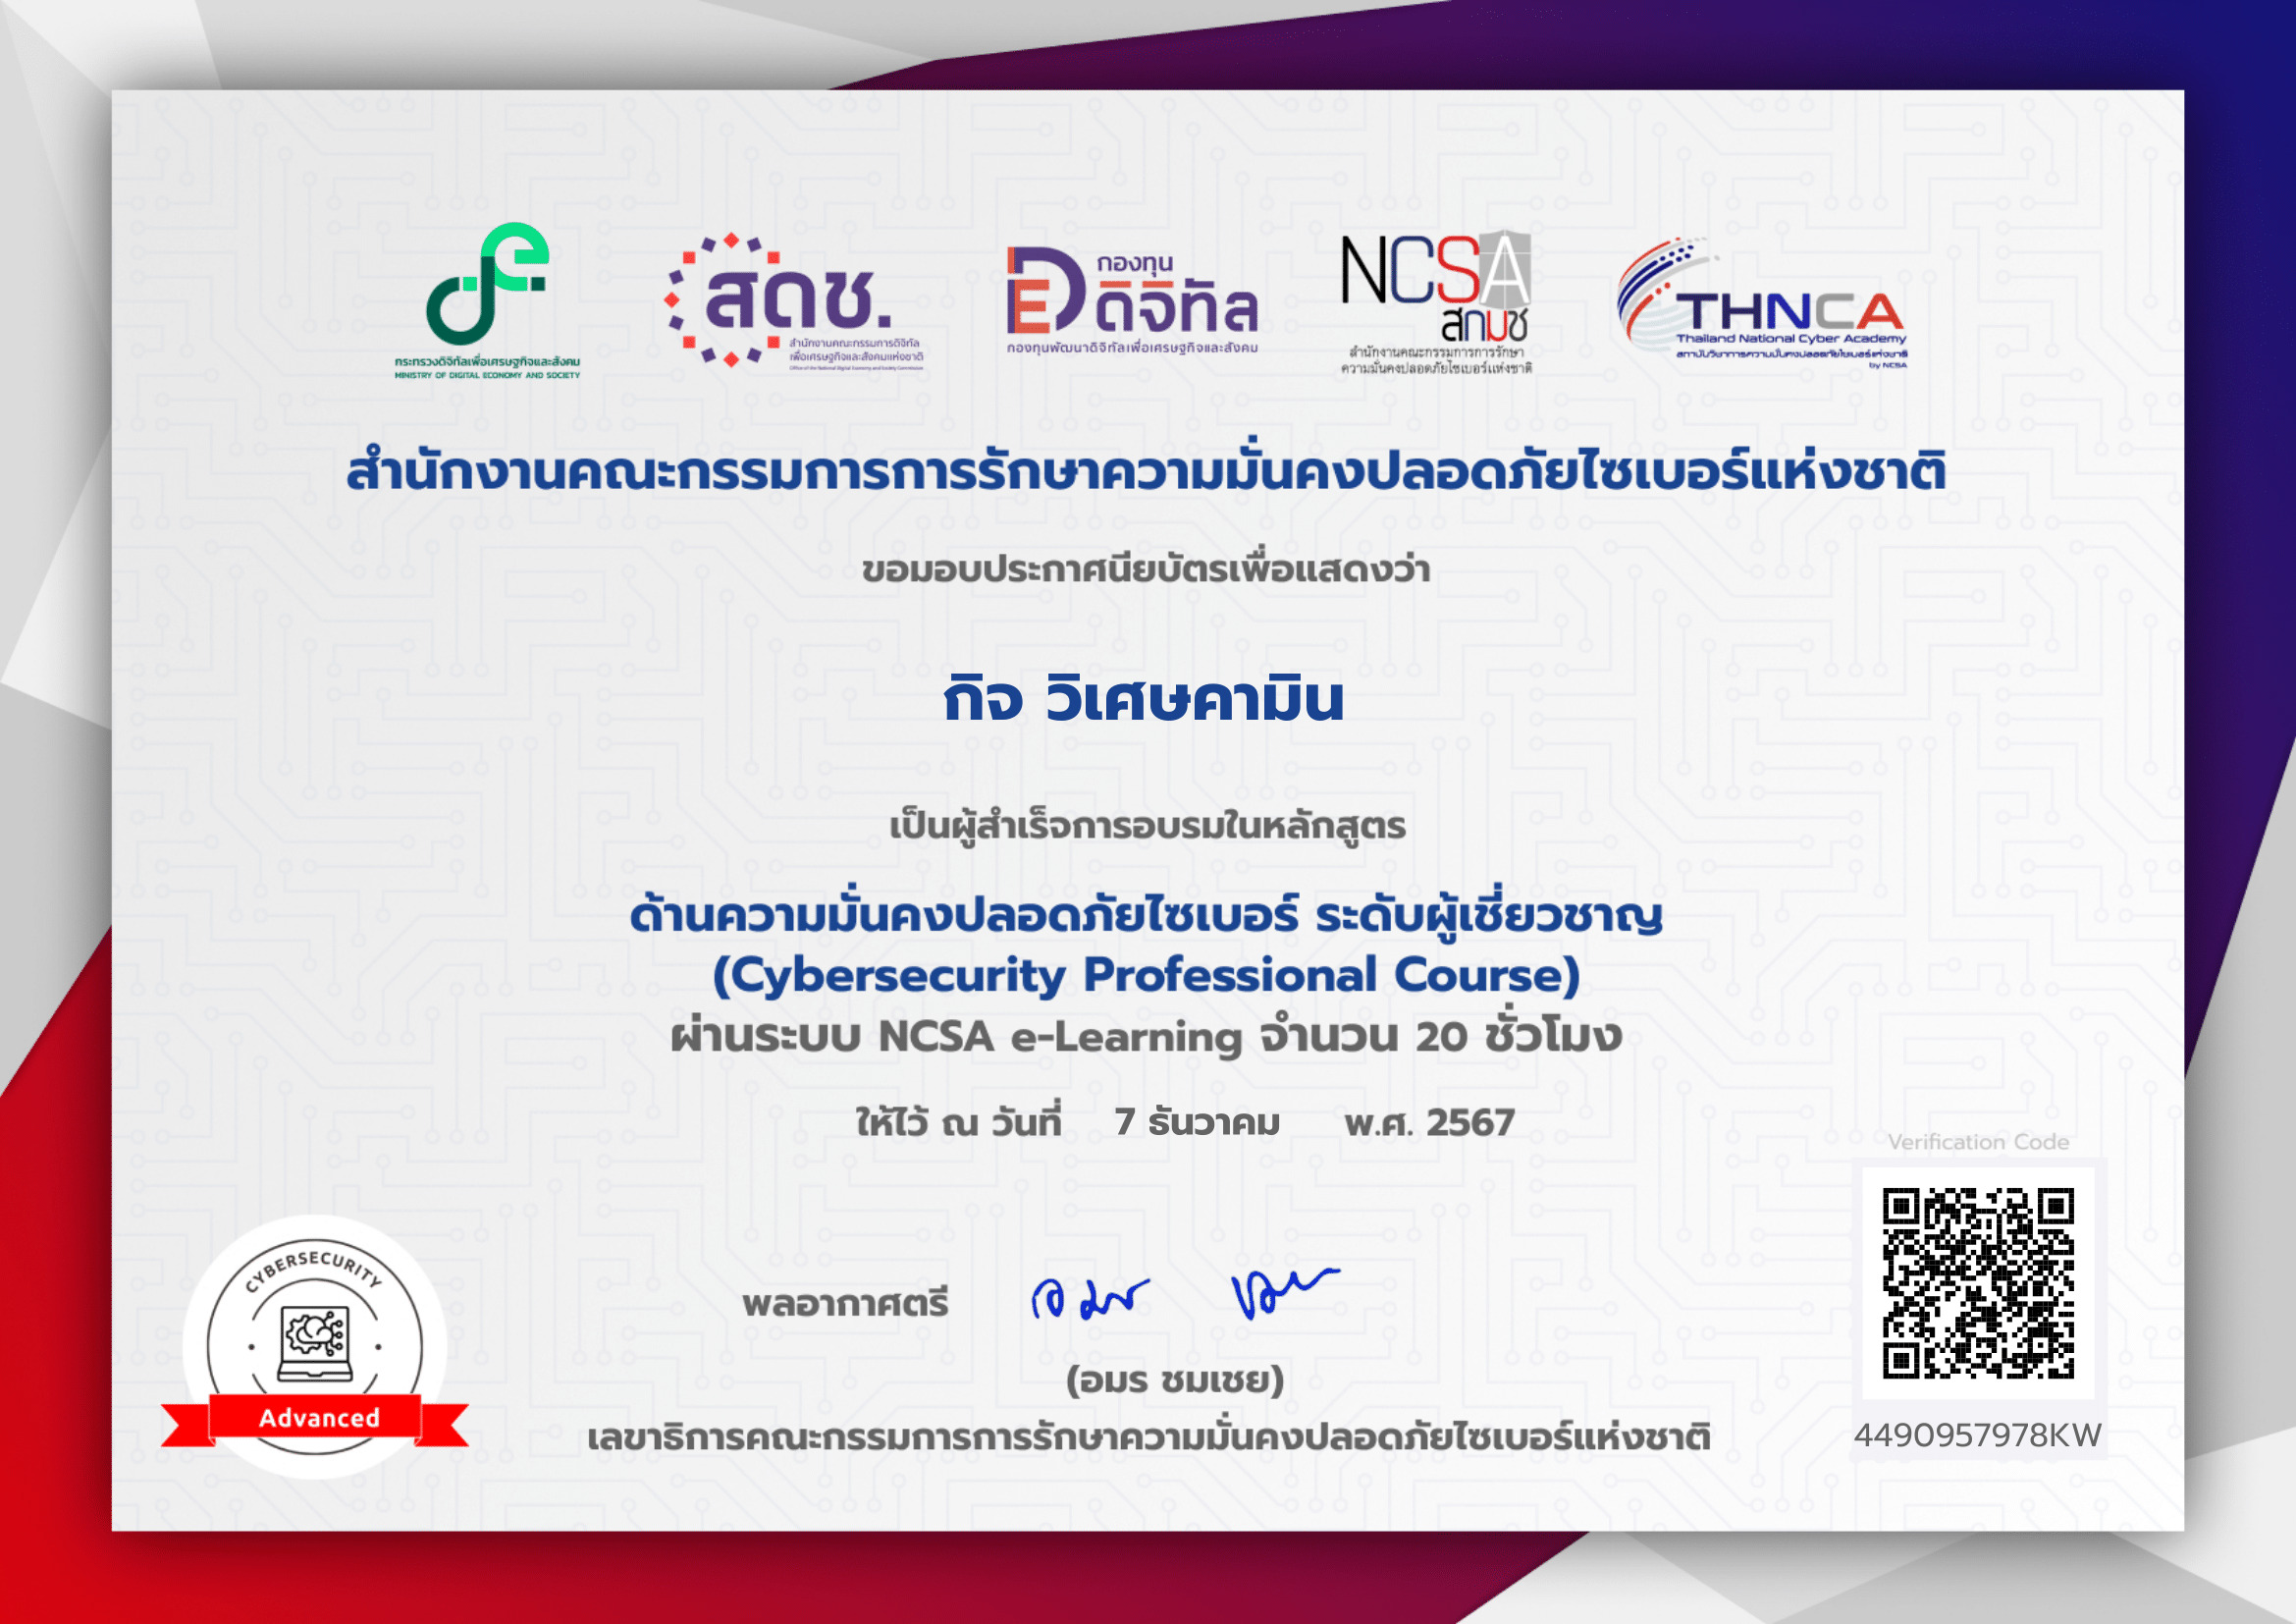 กระทรวงดิจิทัลเพื่อเศรษฐกิจและสังคม
MINISTRY OF DIGITAL ECONOMY AND SOCIETY
สดช.
สำนักงานคณะกรรมการดิจิทัล
เพื่อเศรษฐกิจและสังคมแห่งชาติ
Office of the National Digital Economy and Society Commission
กองทุน
ดิจิทัล
กองทุนพัฒนาดิจิทัลเพื่อเศรษฐกิจและสังคม
NCSA
สกมช
สำนักงานคณะกรรมการการรักษา
ความมั่นคงปลอดภัยไซเบอร์แห่งชาติ
THNCA
Thailand National Cyber Academy
สถาบันวิชาการความมั่นคงปลอดภัยไซเบอร์แห่งชาติ
by NCSA
สำนักงานคณะกรรมการการรักษาความมั่นคงปลอดภัยไซเบอร์แห่งชาติ
ขอมอบประกาศนียบัตรเพื่อแสดงว่า
กิจ วิเศษคามิน
เป็นผู้สำเร็จการอบรมในหลักสูตร
ด้านความมั่นคงปลอดภัยไซเบอร์ ระดับผู้เชี่ยวชาญ
(Cybersecurity Professional Course)
ผ่านระบบ NCSA e-Learning จำนวน 20 ชั่วโมง
ให้ไว้ ณ วันที่ 7 ธันวาคม พ.ศ. 2567
Verification Code
4490957978KW
CYBERSECURITY
Advanced
พลอากาศตรี อมร ชมเชย
(อมร ชมเชย)
เลขาธิการคณะกรรมการการรักษาความมั่นคงปลอดภัยไซเบอร์แห่งชาติ